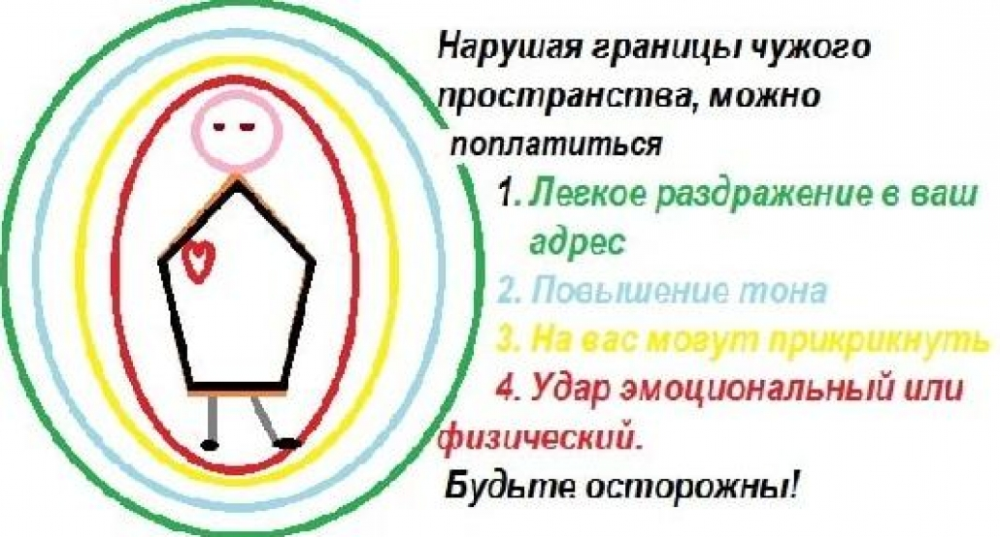 Нарушая границы чужого
пространства, можно
поплатиться
1. Легкое раздражение в ваш
адрес
2. Повышение тона
3. На вас могут прикрикнуть
4. Удар эмоциональный или
физический.
Будьте осторожны!